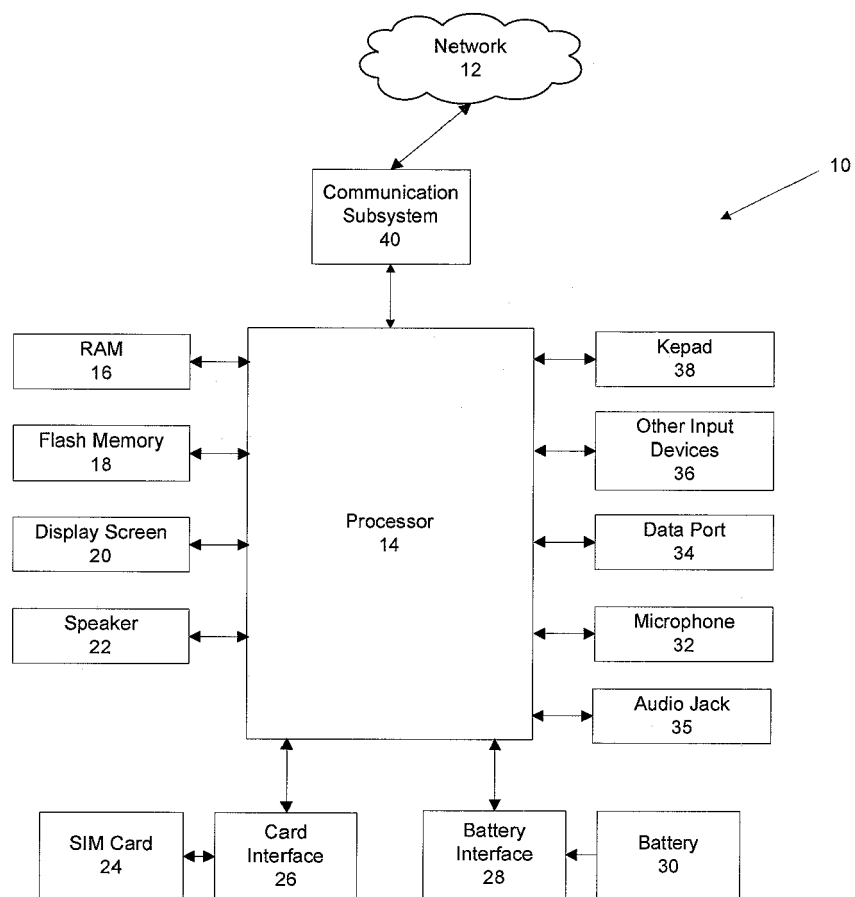 Network
12
10
Communication
Subsystem
40
RAM
16
Kepad
38
Flash Memory
18
Other Input
Devices
36
Processor
14
Display Screen
20
Data Port
34
Speaker
22
Microphone
32
Audio Jack
35
SIM Card
24
Card
Interface
26
Battery
Interface
28
Battery
30